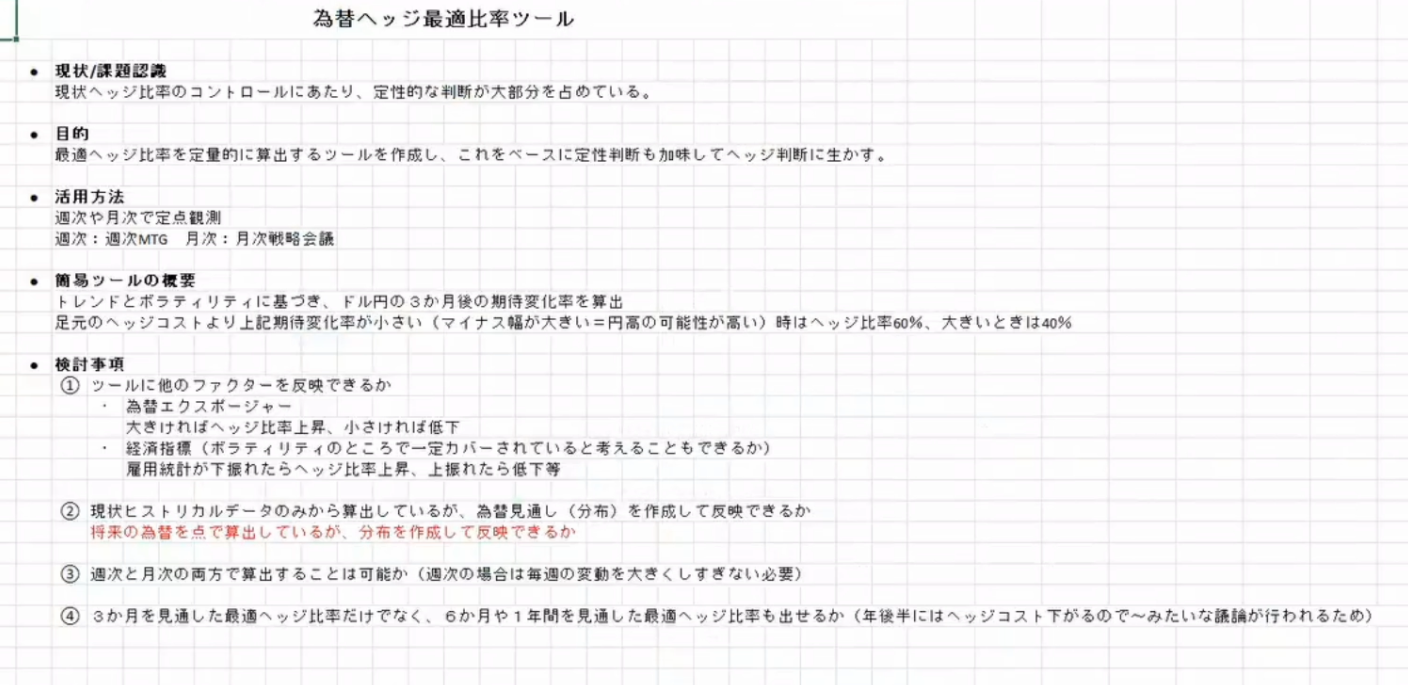 為替ヘッジ最適比率ツール
● 現状/課題認識
現状ヘッジ比率のコントロールにあたり、定性的な判断が大部分を占めている。
● 目的
最適ヘッジ比率を定量的に算出するツールを作成し、これをベースに定性判断も加味してヘッジ判断に生かす。
● 活用方法
週次や月次で定点観測
週次：週次MTG　月次：月次戦略会議
● 簡易ツールの概要
トレンドとボラティリティに基づき、ドル円の３か月後の期待変化率を算出
足元のヘッジコストより上記期待変化率が小さい（マイナス幅が大きい＝円高の可能性が高い）時はヘッジ比率60%、大きいときは40%
● 検討事項
① ツールに他のファクターを反映できるか
・ 為替エクスポージャー
大きければヘッジ比率上昇、小さければ低下
・ 経済指標（ボラティリティのところで一定カバーされていると考えることもできるか）
雇用統計が下振れたらヘッジ比率上昇、上振れたら低下等
② 現状ヒストリカルデータのみから算出しているが、為替見通し（分布）を作成して反映できるか
将来の為替を点で算出しているが、分布を作成して反映できるか
③ 週次と月次の両方で算出することは可能か（週次の場合は毎週の変動を大きくしすぎない必要）
④ ３か月を見通した最適ヘッジ比率だけでなく、６か月や１年間を見通した最適ヘッジ比率も出せるか（年後半にはヘッジコスト下がるので～みたいな議論が行われるため）